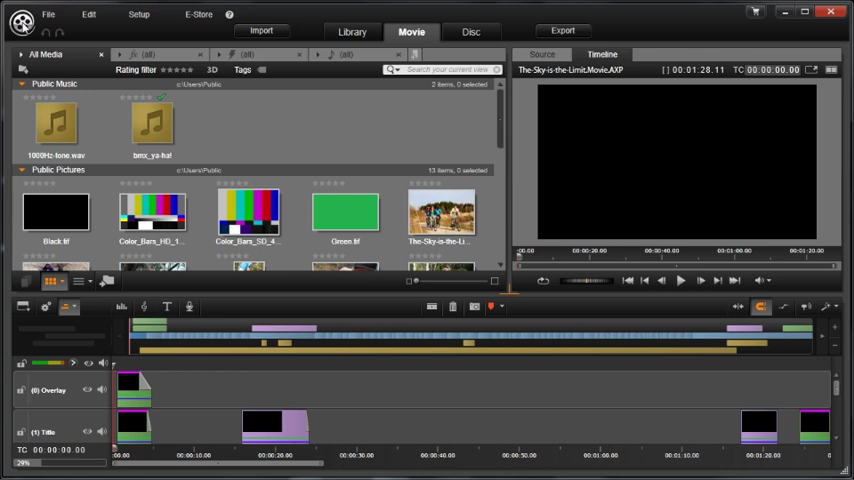 File Edit Setup E-Store ?
Import Library Movie Disc Export
All Media (all) (all) (all) Source Timeline
Rating filter 3D Tags Search your current view The-Sky-is-the-Limit.Movie.AXP [ ] 00:01:28.11 TC 00:00:00.00
Public Music c:\Users\Public 2 items, 0 selected
1000Hz-tone.wav bmx_ya-ha!
Public Pictures c:\Users\Public 13 items, 0 selected
Black.tif Color_Bars_HD_1... Color_Bars_SD_4... Green.tif The-Sky-is-the-Li...
:00.00 00:00:20.00 00:00:40.00 00:01:00.00 00:01:20.00
(0) Overlay
(1) Title
TC 00:00:00.00 :00.00 00:00:10.00 00:00:20.00 00:00:30.00 00:00:40.00 00:00:50.00 00:01:00.00 00:01:10.00 00:01:20.00
29%